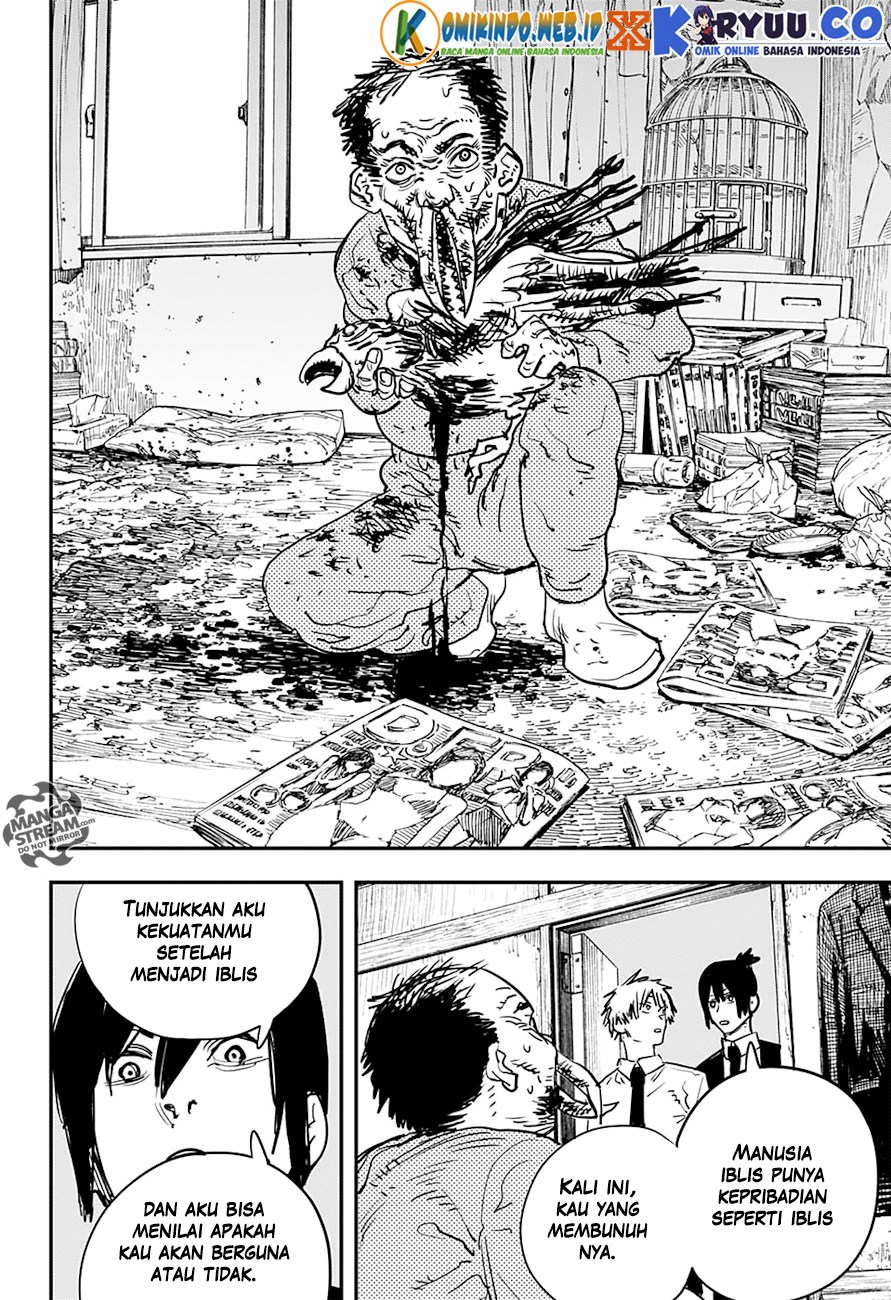 KOMIKINDO.WEB.ID X KARYUU.CO
BACA MANGA ONLINE BAHASA INDONESIA
KOMIK ONLINE BAHASA INDONESIA
MANGA
STREAM.com
DO NOT MIRROR!
MANUSIA
IBLIS PUNYA
KEPRIBADIAN
SEPERTI IBLIS
KALI INI,
KAU YANG
MEMBUNUH
NYA.
TUNJUKKAN AKU
KEKUATANMU
SETELAH
MENJADI IBLIS
DAN AKU BISA
MENILAI APAKAH
KAU AKAN BERGUNA
ATAU TIDAK.